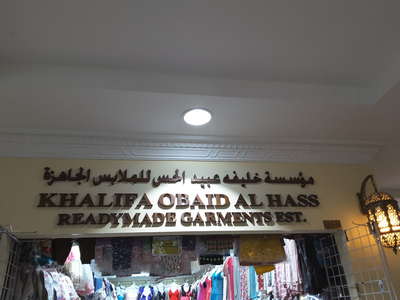 مؤسسة خليفه عبيد الحس للملابس الجاهزة
KHALIFA OBAID AL HASS
READYMADE GARMENTS EST.